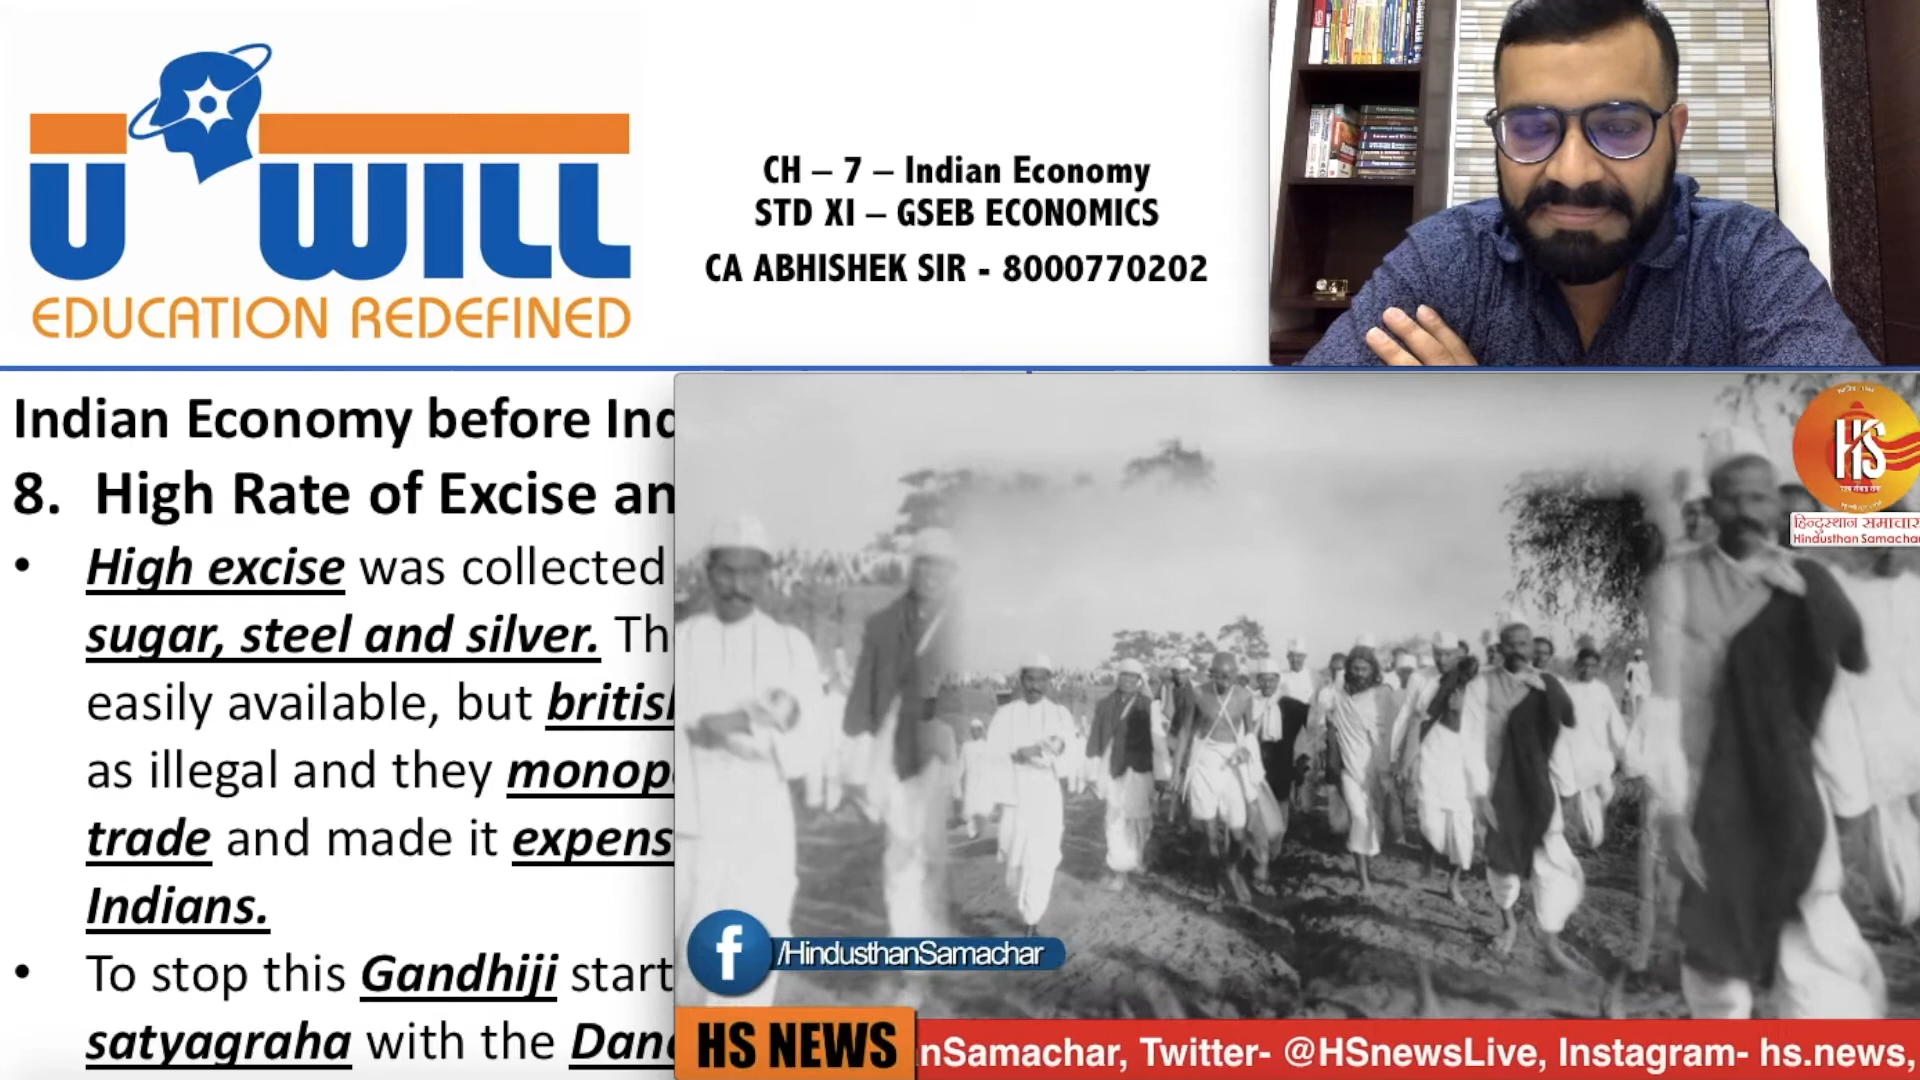 U WILL
EDUCATION REDEFINED
CH – 7 – Indian Economy
STD XI – GSEB ECONOMICS
CA ABHISHEK SIR - 8000770202
Indian Economy before Ind
8. High Rate of Excise an
• High excise was collected
sugar, steel and silver. Th
easily available, but british
as illegal and they monop
trade and made it expens
Indians.
• To stop this Gandhiji start
satyagraha with the Dand
HS
हिन्दुस्थान समाचार
Hindusthan Samachar
f /HindusthanSamachar
HS NEWS
nSamachar, Twitter- @HSnewsLive, Instagram- hs.news,